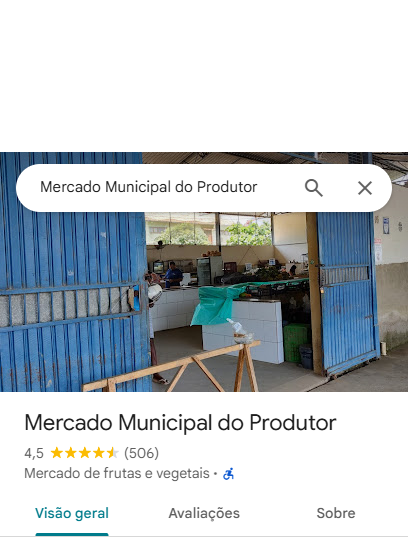 Mercado Municipal do Produtor
Mercado Municipal do Produtor
4,5 (506)
Mercado de frutas e vegetais ·
Visão geral
Avaliações
Sobre